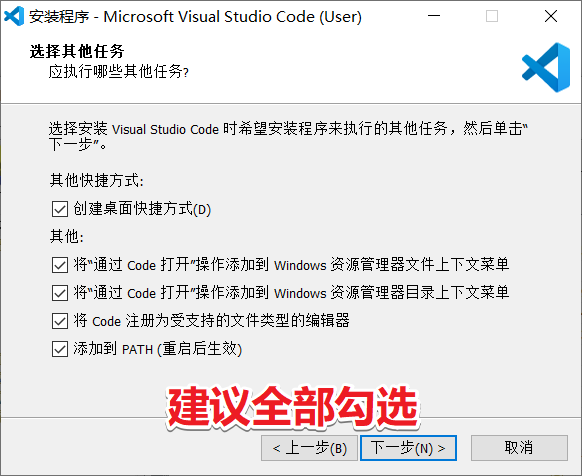 安装程序 - Microsoft Visual Studio Code (User)
选择其他任务
应执行哪些其他任务?
选择安装 Visual Studio Code 时希望安装程序来执行的其他任务，然后单击“
下一步”。
其他快捷方式:
创建桌面快捷方式(D)
其他:
将“通过 Code 打开”操作添加到 Windows 资源管理器文件上下文菜单
将“通过 Code 打开”操作添加到 Windows 资源管理器目录上下文菜单
将 Code 注册为受支持的文件类型的编辑器
添加到 PATH (重启后生效)
建议全部勾选
< 上一步(B) 下一步(N) > 取消